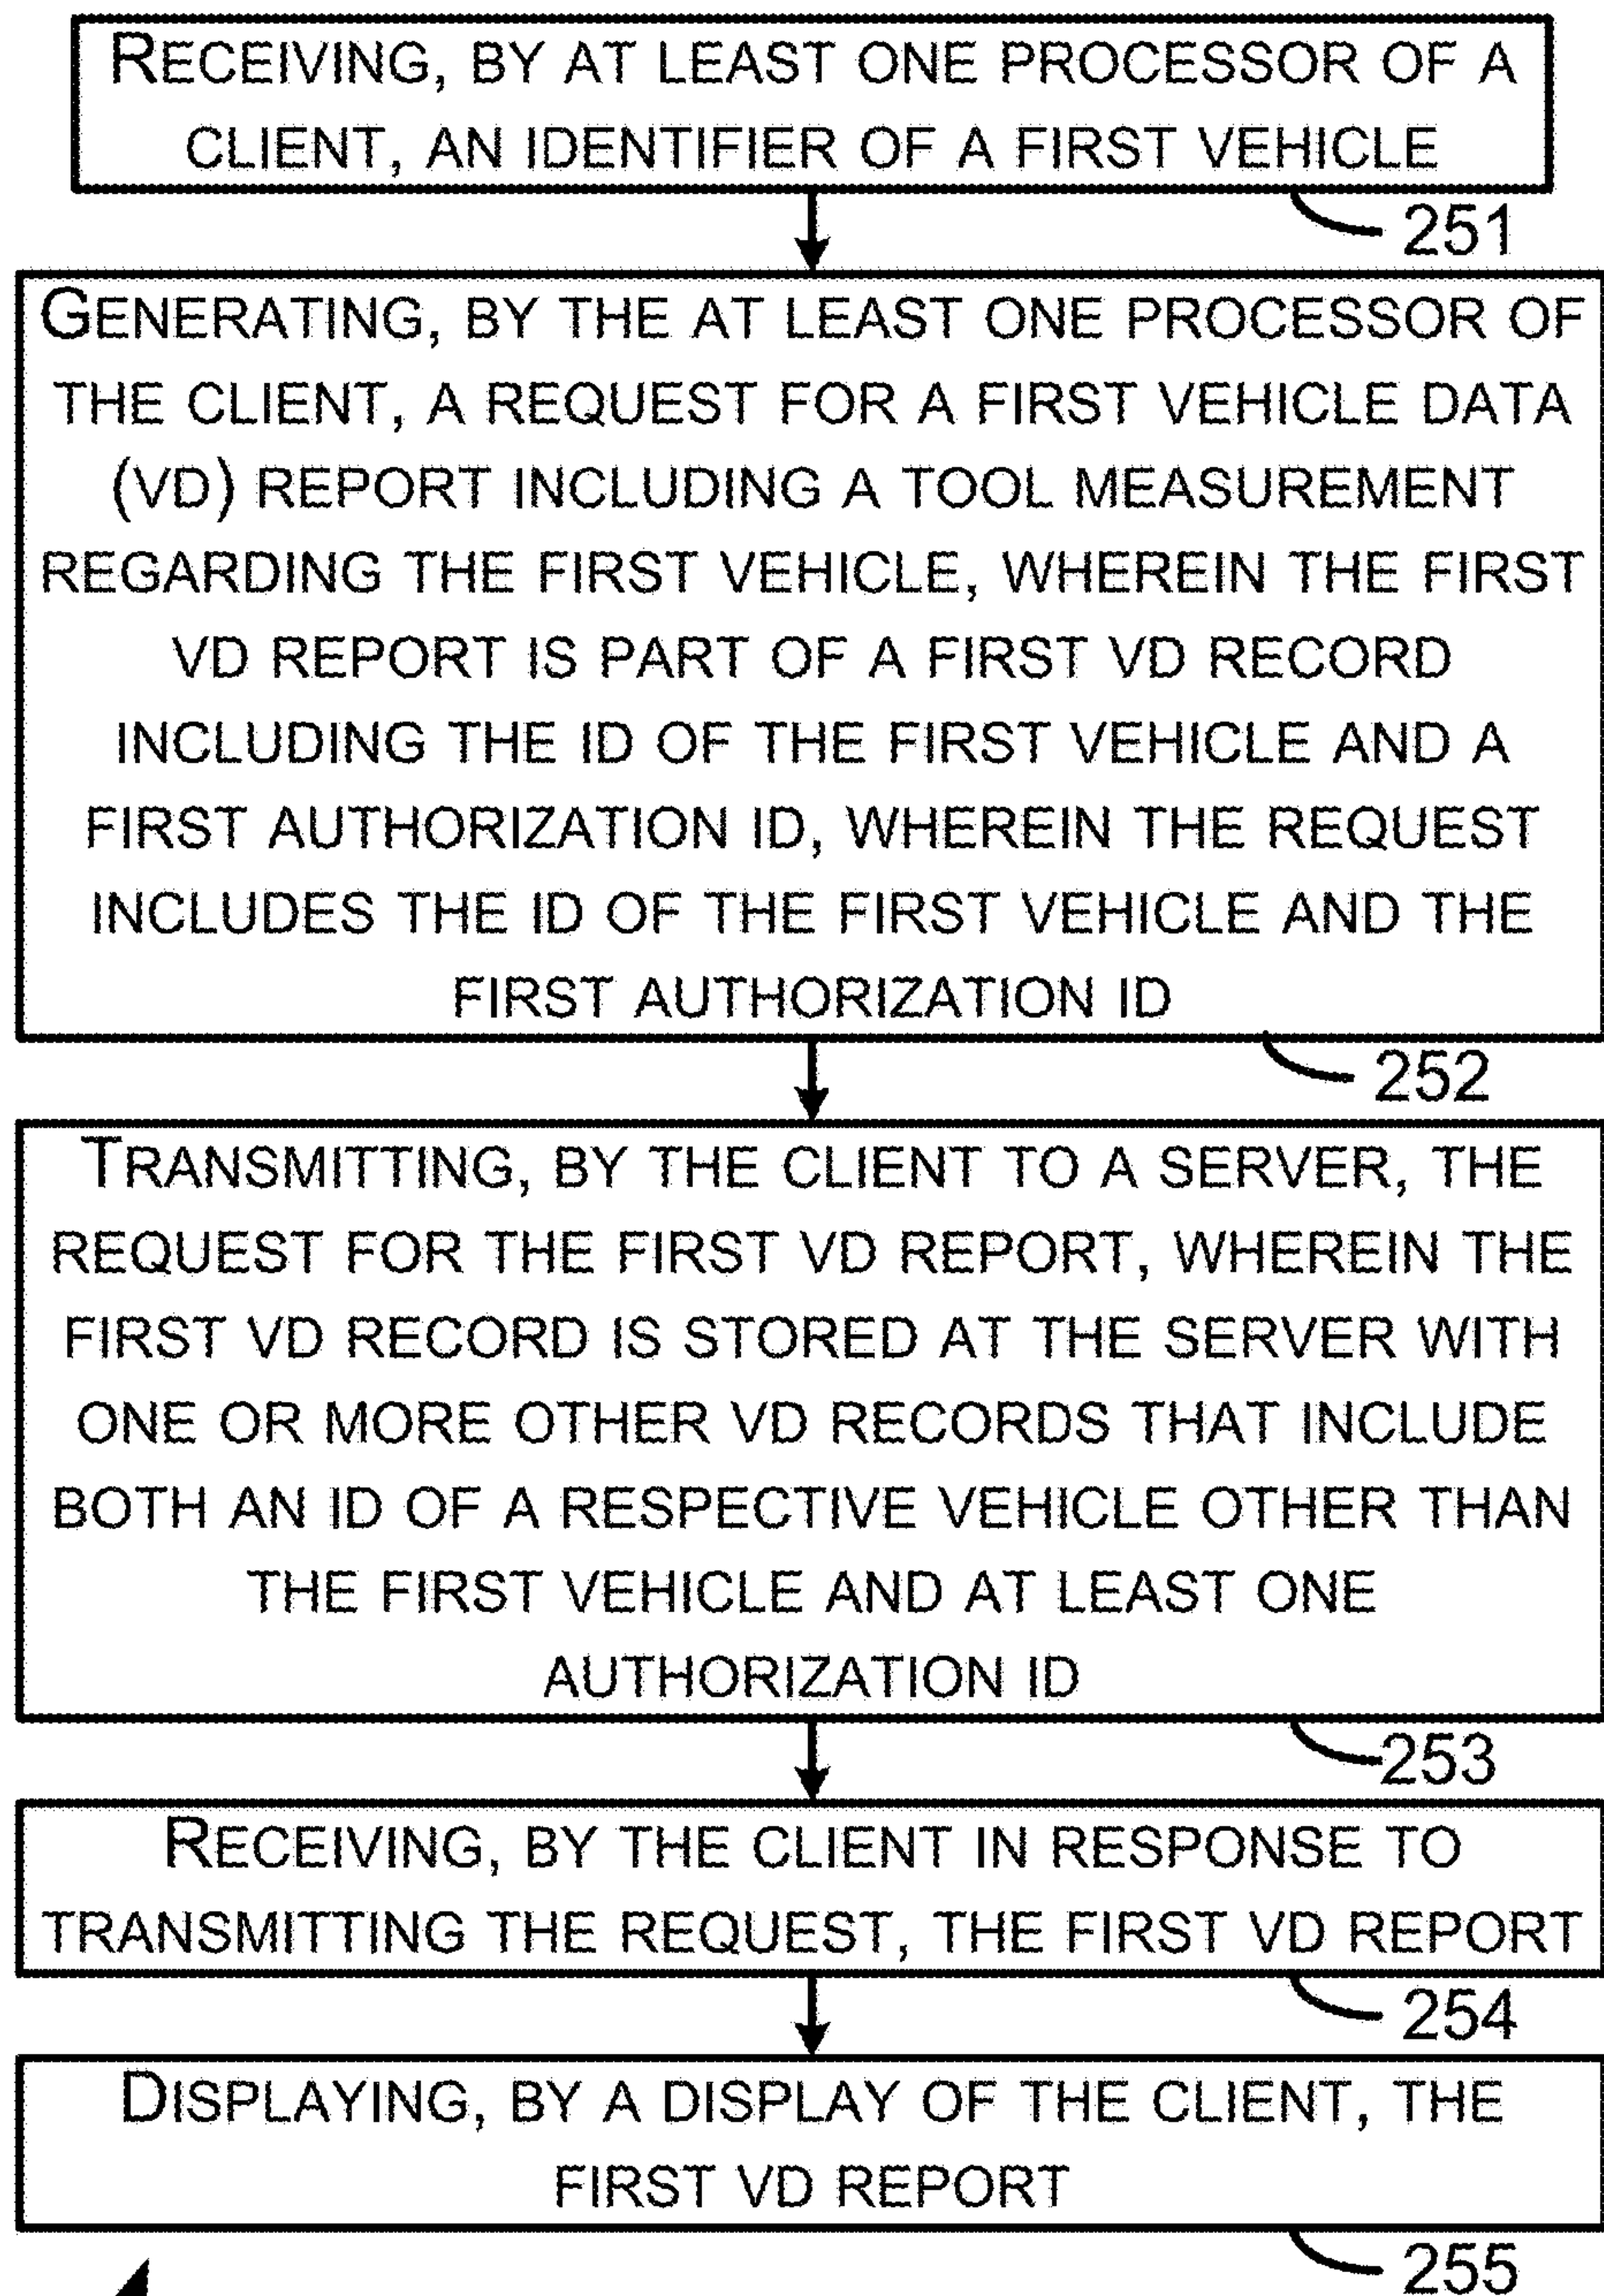 RECEIVING, BY AT LEAST ONE PROCESSOR OF A
CLIENT, AN IDENTIFIER OF A FIRST VEHICLE
251
GENERATING, BY THE AT LEAST ONE PROCESSOR OF
THE CLIENT, A REQUEST FOR A FIRST VEHICLE DATA
(VD) REPORT INCLUDING A TOOL MEASUREMENT
REGARDING THE FIRST VEHICLE, WHEREIN THE FIRST
VD REPORT IS PART OF A FIRST VD RECORD
INCLUDING THE ID OF THE FIRST VEHICLE AND A
FIRST AUTHORIZATION ID, WHEREIN THE REQUEST
INCLUDES THE ID OF THE FIRST VEHICLE AND THE
FIRST AUTHORIZATION ID
252
TRANSMITTING, BY THE CLIENT TO A SERVER, THE
REQUEST FOR THE FIRST VD REPORT, WHEREIN THE
FIRST VD RECORD IS STORED AT THE SERVER WITH
ONE OR MORE OTHER VD RECORDS THAT INCLUDE
BOTH AN ID OF A RESPECTIVE VEHICLE OTHER THAN
THE FIRST VEHICLE AND AT LEAST ONE
AUTHORIZATION ID
253
RECEIVING, BY THE CLIENT IN RESPONSE TO
TRANSMITTING THE REQUEST, THE FIRST VD REPORT
254
DISPLAYING, BY A DISPLAY OF THE CLIENT, THE
FIRST VD REPORT
255